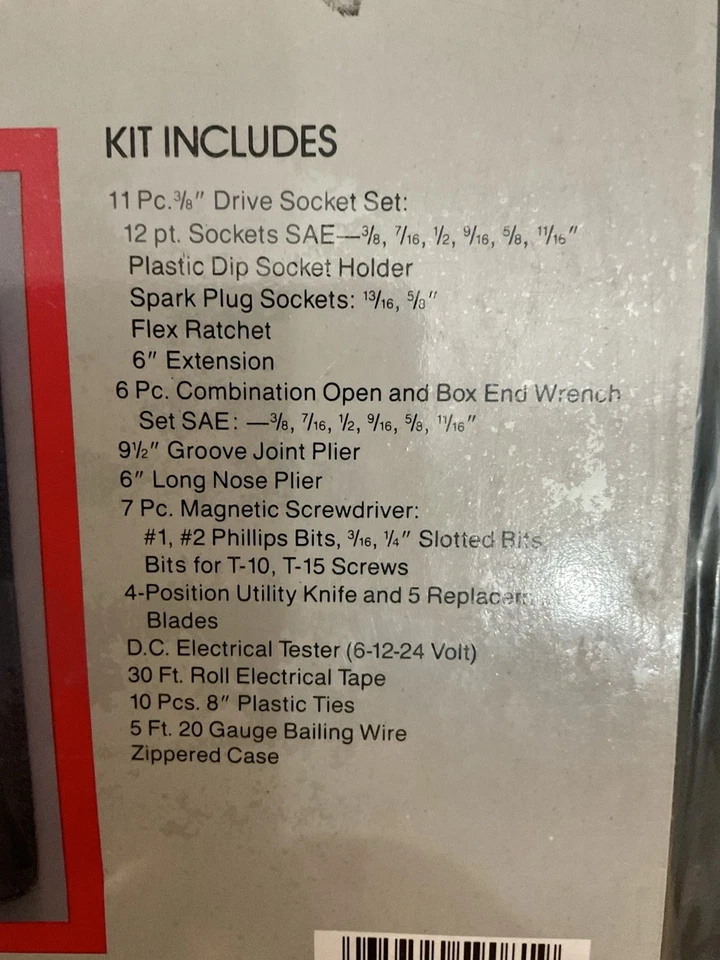 KIT INCLUDES
11 Pc. 3/8" Drive Socket Set:
12 pt. Sockets SAE—3/8, 7/16, 1/2, 9/16, 5/8, 11/16"
Plastic Dip Socket Holder
Spark Plug Sockets: 13/16, 5/8"
Flex Ratchet
6" Extension
6 Pc. Combination Open and Box End Wrench
Set SAE: —3/8, 7/16, 1/2, 9/16, 5/8, 11/16"
9½" Groove Joint Plier
6" Long Nose Plier
7 Pc. Magnetic Screwdriver:
#1, #2 Phillips Bits, 3/16, 1/4" Slotted Bits
Bits for T-10, T-15 Screws
4-Position Utility Knife and 5
Blades
D.C. Electrical Tester (6-12-24 Volt)
30 Ft. Roll Electrical Tape
10 Pcs. 8" Plastic Ties
5 Ft. 20 Gauge Bailing Wire
Zippered Case